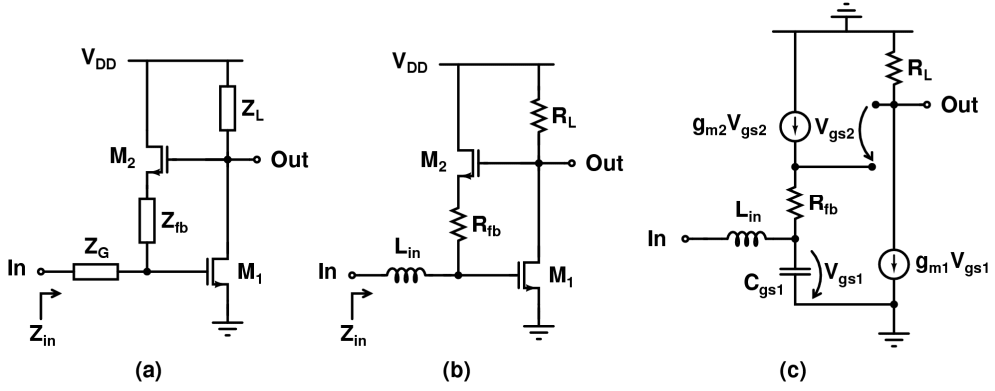 V_DD
Z_L
M_2
Out
Z_fb
Z_G
In
M_1
Z_in
(a)
V_DD
R_L
M_2
Out
R_fb
L_in
In
M_1
Z_in
(b)
R_L
Out
g_m2V_gs2
V_gs2
R_fb
L_in
In
C_gs1
V_gs1
g_m1V_gs1
(c)